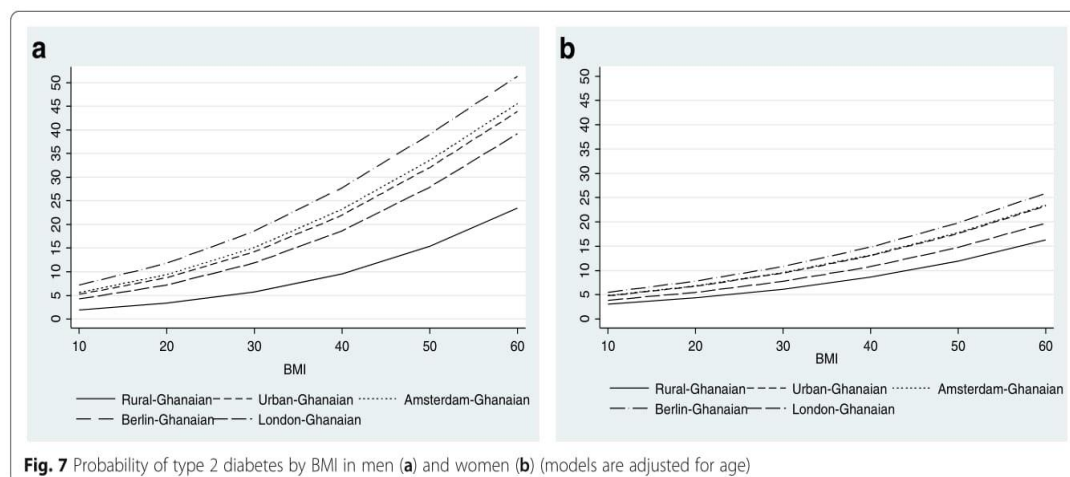 a
50
45
40
35
30
25
20
15
10
5
0
10 20 30 40 50 60
BMI
Rural-Ghanaian Urban-Ghanaian Amsterdam-Ghanaian
Berlin-Ghanaian London-Ghanaian
b
50
45
40
35
30
25
20
15
10
5
0
10 20 30 40 50 60
BMI
Rural-Ghanaian Urban-Ghanaian Amsterdam-Ghanaian
Berlin-Ghanaian London-Ghanaian
Fig. 7 Probability of type 2 diabetes by BMI in men (a) and women (b) (models are adjusted for age)